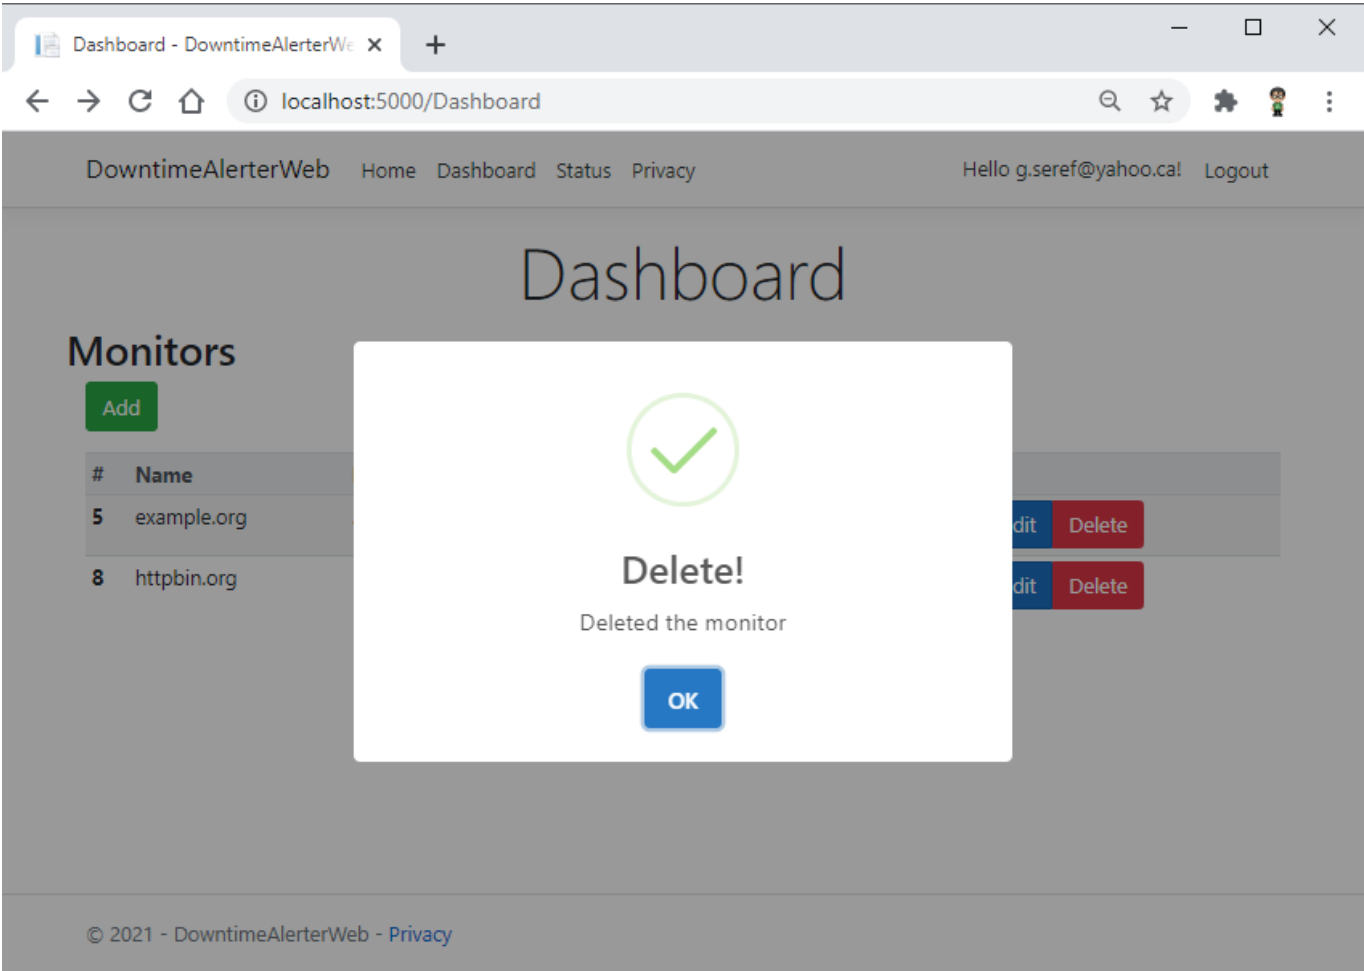 Dashboard - DowntimeAlerterWe
localhost:5000/Dashboard
DowntimeAlerterWeb Home Dashboard Status Privacy Hello g.seref@yahoo.ca! Logout
Dashboard
Monitors
Add
# Name
5 example.org dit Delete
8 httpbin.org dit Delete
Delete!
Deleted the monitor
OK
© 2021 - DowntimeAlerterWeb - Privacy